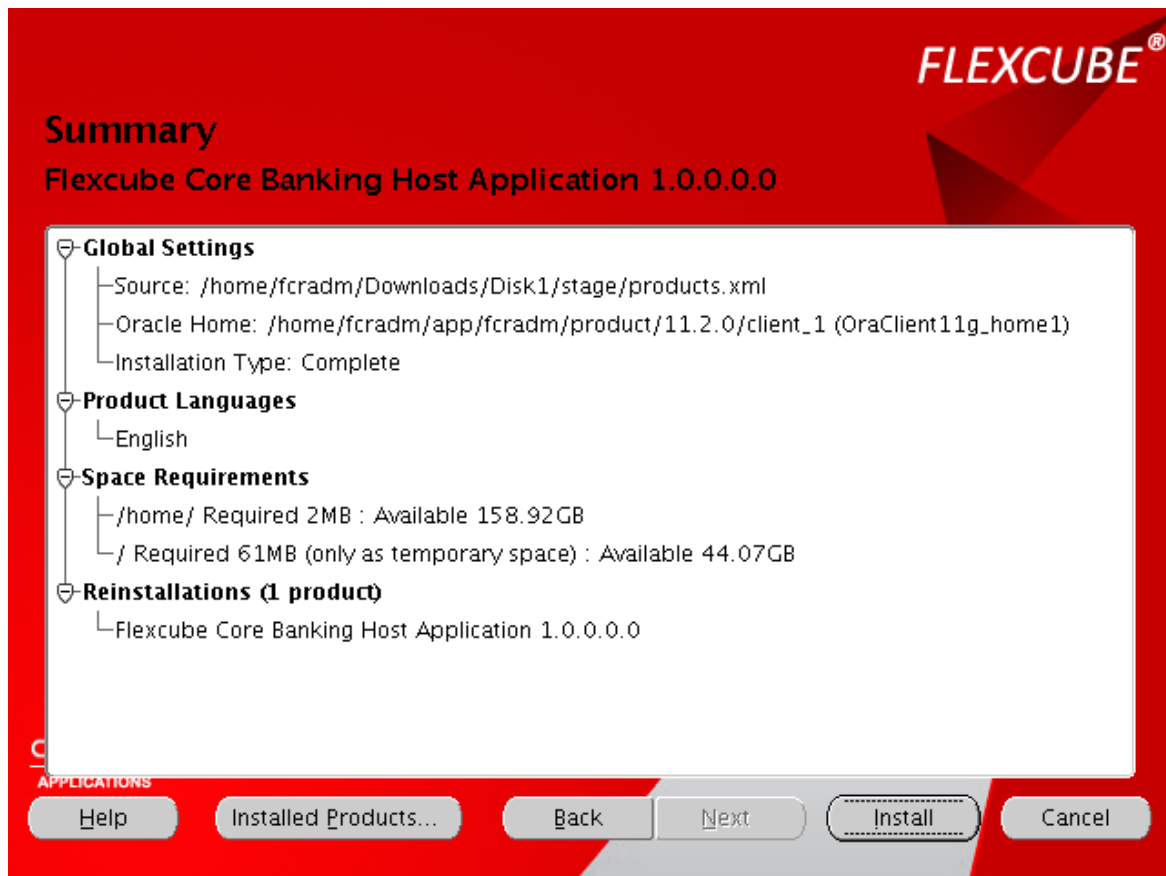 FLEXCUBE®
Summary
Flexcube Core Banking Host Application 1.0.0.0.0
Global Settings
Source: /home/fcradm/Downloads/Disk1/stage/products.xml
Oracle Home: /home/fcradm/app/fcradm/product/11.2.0/client_1 (OraClient11g_home1)
Installation Type: Complete
Product Languages
English
Space Requirements
/home/ Required 2MB : Available 158.92GB
/ Required 61MB (only as temporary space) : Available 44.07GB
Reinstallations (1 product)
Flexcube Core Banking Host Application 1.0.0.0.0
APPLICATIONS
Help Installed Products... Back Next Install Cancel